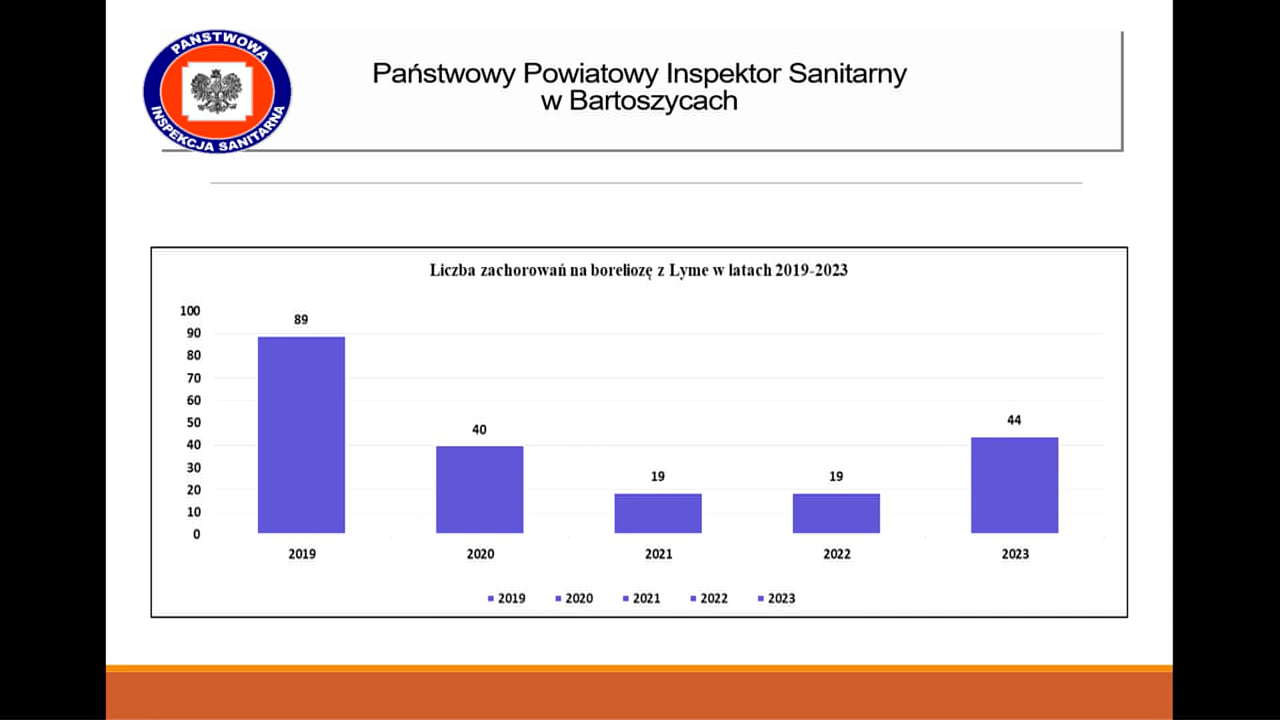 PAŃSTWOWA
INSPEKCJA SANITARNA
Państwowy Powiatowy Inspektor Sanitarny
w Bartoszycach
Liczba zachorowań na boreliozę z Lyme w latach 2019-2023
100
90
80
70
60
50
40
30
20
10
0
89
40
19
19
44
2019 2020 2021 2022 2023
2019 2020 2021 2022 2023